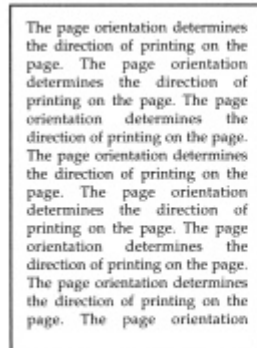 The page orientation determines
the direction of printing on the
page. The page orientation
determines the direction of
printing on the page. The page
orientation determines the
direction of printing on the page.
The page orientation determines
the direction of printing on the
page. The page orientation
determines the direction of
printing on the page. The page
orientation determines the
direction of printing on the page.
The page orientation determines
the direction of printing on the
page. The page orientation